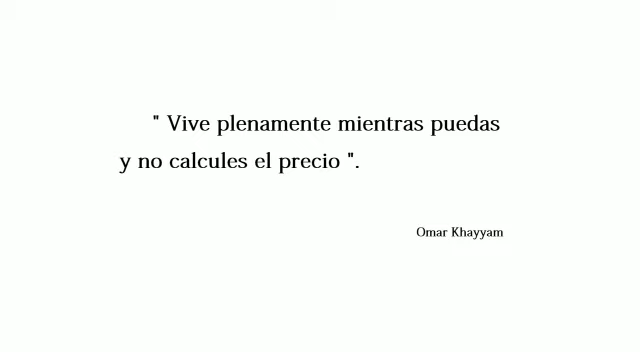 " Vive plenamente mientras puedas
y no calcules el precio ".
Omar Khayyam